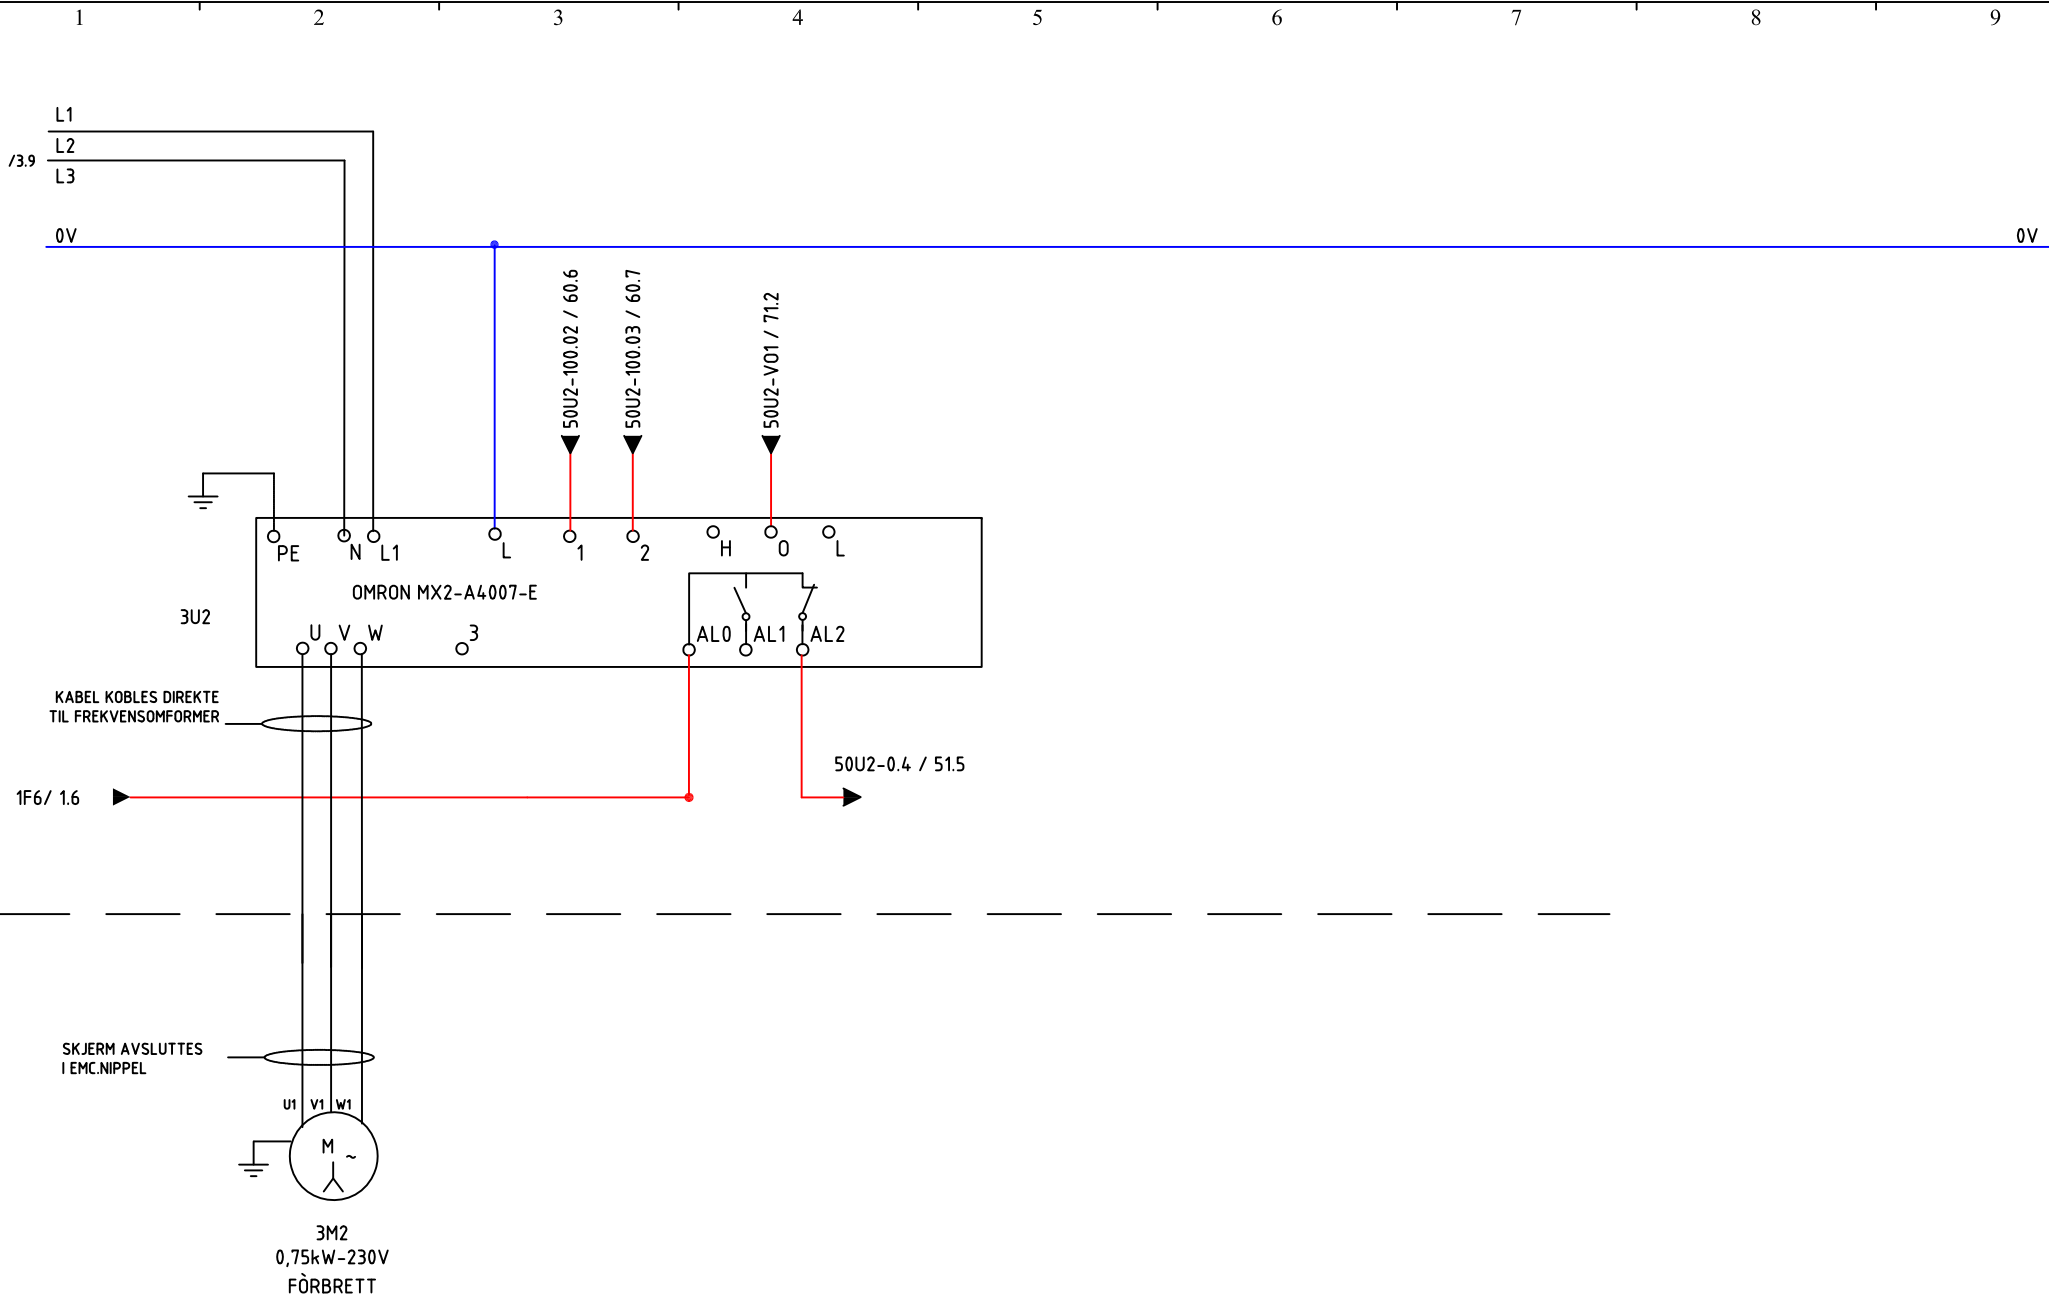 1 2 3 4 5 6 7 8 9
L1
L2
/3.9
L3
0V 0V
50U2-100.02 / 60.6
50U2-100.03 / 60.7
50U2-VO1 / 71.2
PE N L1 L 1 2 H O L
OMRON MX2-A4007-E
3U2
U V W 3 AL0 AL1 AL2
KABEL KOBLES DIREKTE
TIL FREKVENSOMFORMER
50U2-0.4 / 51.5
1F6/ 1.6
SKJERM AVSLUTTES
I EMC.NIPPEL
U1 V1 W1
M ~
3M2
0,75kW-230V
FÒRBRETT